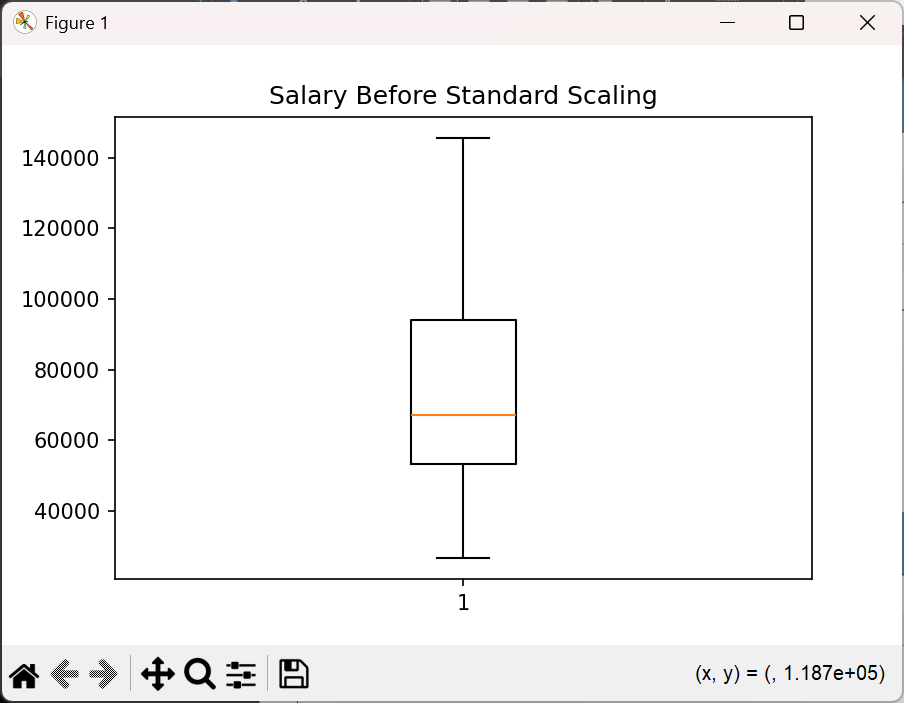 Figure 1
Salary Before Standard Scaling
140000
120000
100000
80000
60000
40000
1
(x, y) = (, 1.187e+05)